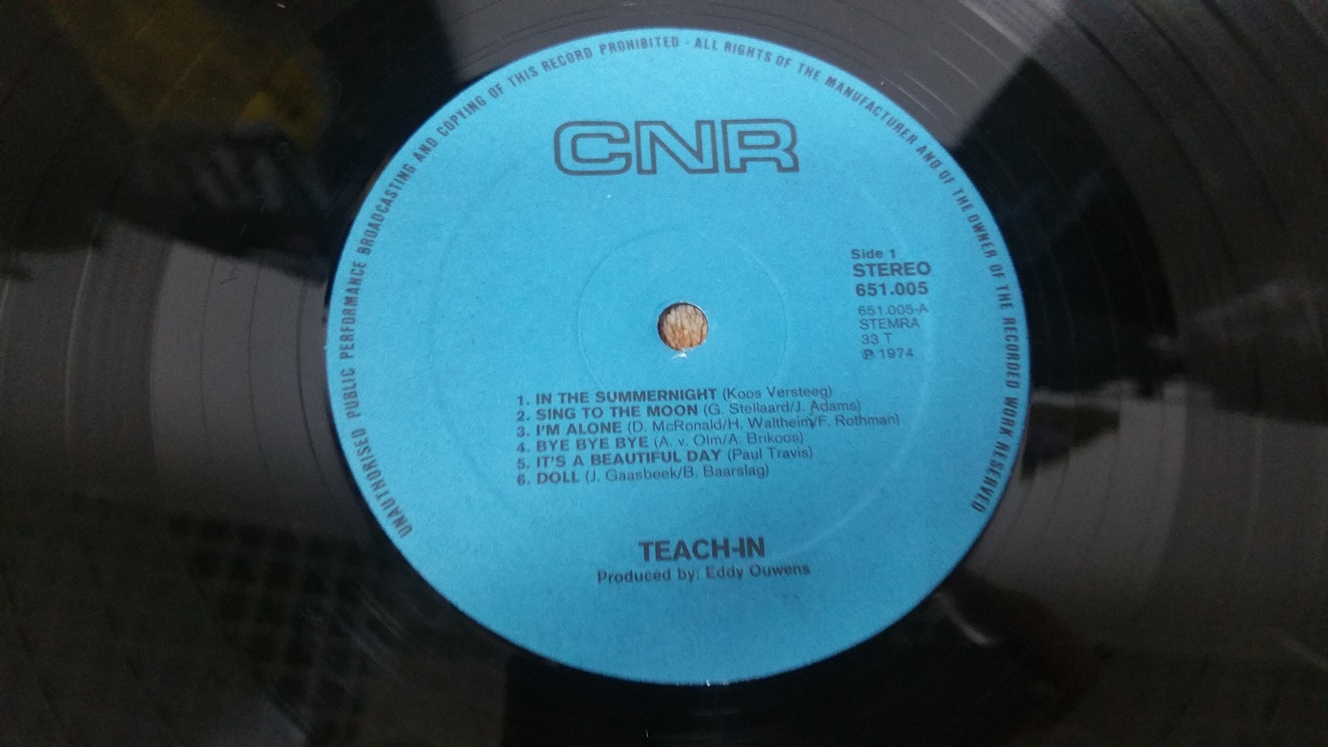 UNAUTHORISED PUBLIC PERFORMANCE BROADCASTING AND COPYING OF THIS RECORD PROHIBITED - ALL RIGHTS OF THE MANUFACTURER AND OF THE OWNER OF THE RECORDED WORK RESERVED
CNR
Side 1
STEREO
651.005
651.005-A
STEMRA
33 T
℗ 1974
1. IN THE SUMMERNIGHT (Koos Versteeg)
2. SING TO THE MOON (G. Stellaard/J. Adams)
3. I'M ALONE (D. McRonald/H. Waltheim/F. Rothman)
4. BYE BYE BYE (A. v. Olm/A. Brikoos)
5. IT'S A BEAUTIFUL DAY (Paul Travis)
6. DOLL (J. Gaasbeek/B. Baarslag)
TEACH-IN
Produced by: Eddy Ouwens